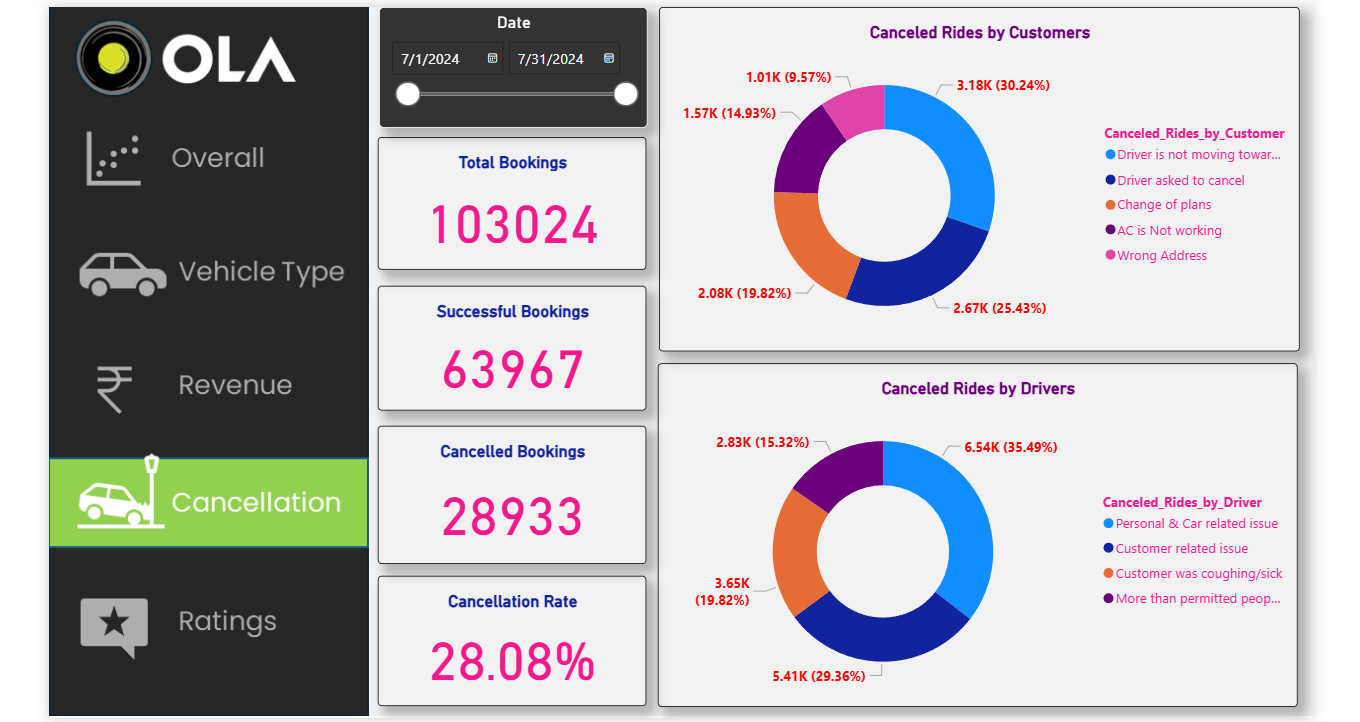 OLA
Overall
Vehicle Type
Revenue
Cancellation
Ratings
Date
7/1/2024
7/31/2024
Total Bookings
103024
Successful Bookings
63967
Cancelled Bookings
28933
Cancellation Rate
28.08%
Canceled Rides by Customers
1.01K (9.57%)
3.18K (30.24%)
1.57K (14.93%)
2.08K (19.82%)
2.67K (25.43%)
Canceled_Rides_by_Customer
Driver is not moving towar...
Driver asked to cancel
Change of plans
AC is Not working
Wrong Address
Canceled Rides by Drivers
2.83K (15.32%)
6.54K (35.49%)
3.65K
(19.82%)
5.41K (29.36%)
Canceled_Rides_by_Driver
Personal & Car related issue
Customer related issue
Customer was coughing/sick
More than permitted peop...